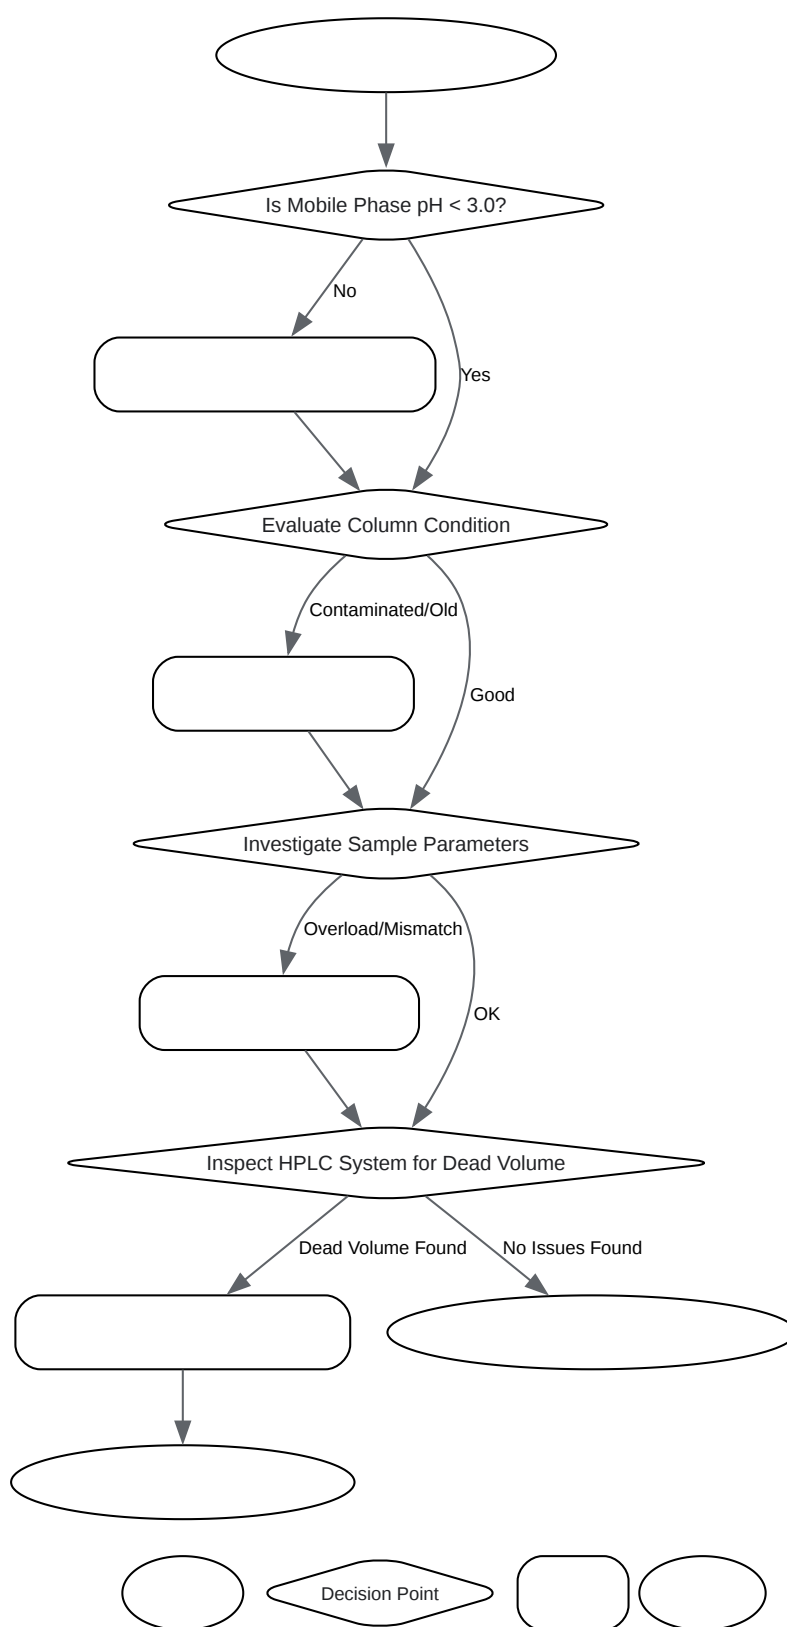 Is Mobile Phase pH < 3.0?
No
Yes
Evaluate Column Condition
Contaminated/Old
Good
Investigate Sample Parameters
Overload/Mismatch
OK
Inspect HPLC System for Dead Volume
Dead Volume Found
No Issues Found
Decision Point